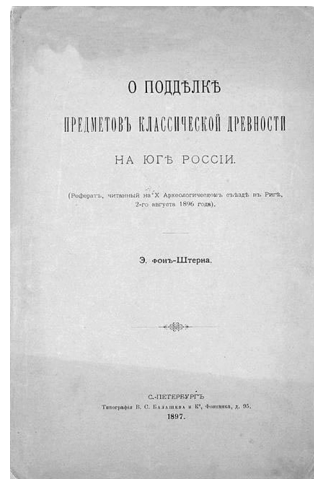 О ПОДДѢЛКѢ
ПРЕДМЕТОВЪ КЛАССИЧЕСКОЙ ДРЕВНОСТИ
НА ЮГѢ РОССІИ.
(Рефератъ, читанный на X Археологическомъ съѣздѣ въ Ригѣ,
2-го августа 1896 года).
Э. фонъ-Штерна.
С.-ПЕТЕРБУРГЪ
Типографія В. С. Балашева и Кº, Фонтанка, д. 95.
1897.